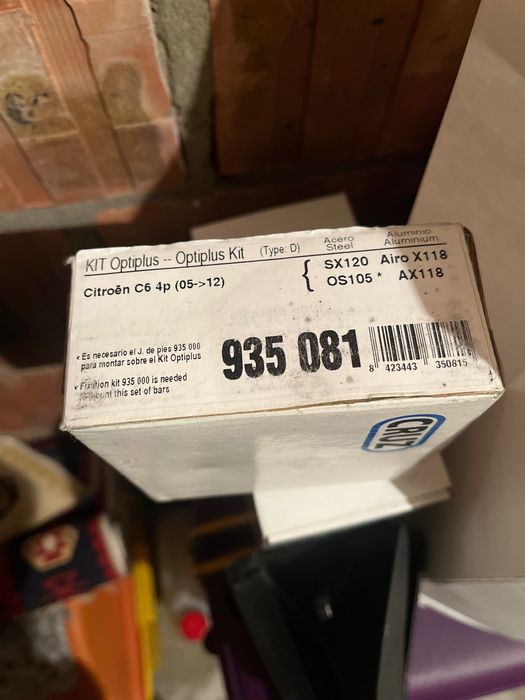 KIT Optiplus -- Optiplus Kit (Type: D)
Acero Aluminio
Steel Aluminium
Citroën C6 4p (05->12)
{ SX120 Airo X118
OS105 * AX118
* Es necesario el J. de pies 935 000
para montar sobre el Kit Optiplus
* Fixition kit 935 000 is needed
to mount this set of bars
935 081
8 423443 350815
CRUZ